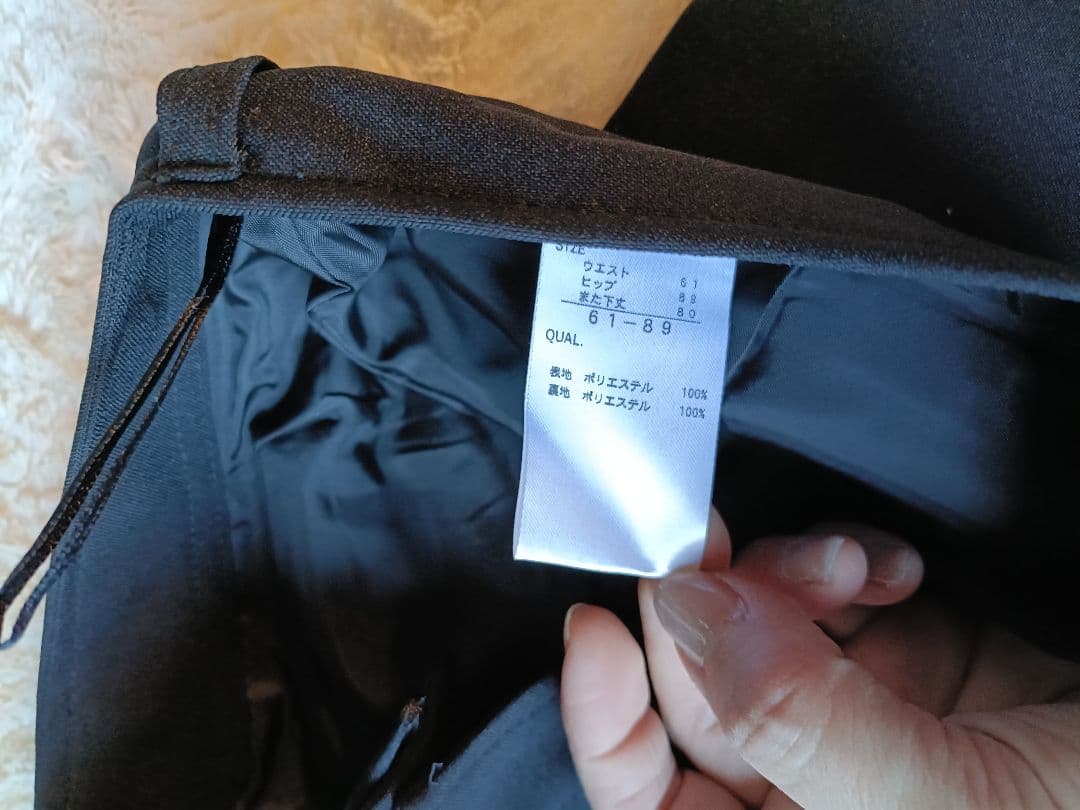 SIZE
ウエスト 61
ヒップ 89
また下丈 80
61-89
QUAL.
表地 ポリエステル 100%
裏地 ポリエステル 100%